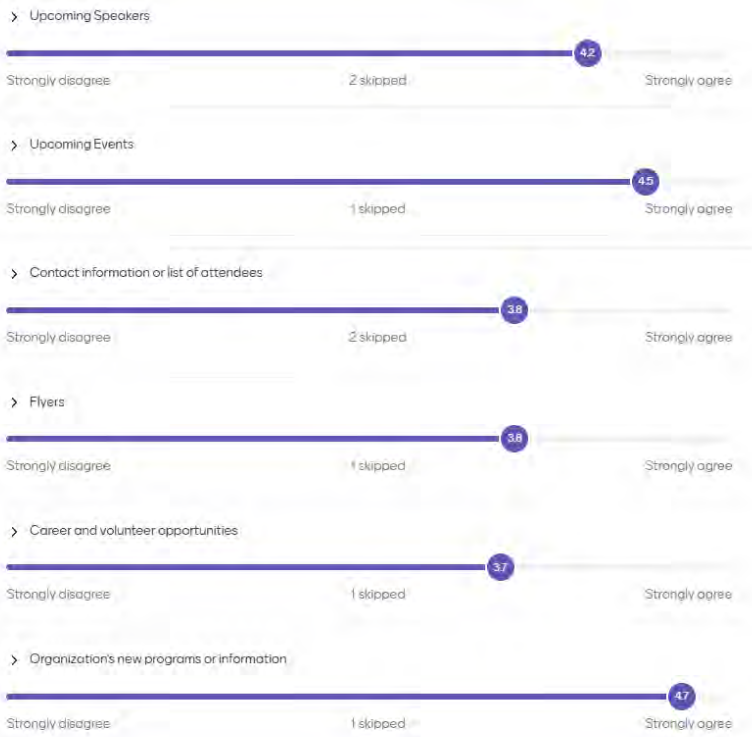 > Upcoming Speakers
4.2
Strongly disagree 2 skipped Strongly agree
> Upcoming Events
4.5
Strongly disagree 1 skipped Strongly agree
> Contact information or list of attendees
3.8
Strongly disagree 2 skipped Strongly agree
> Flyers
3.8
Strongly disagree 1 skipped Strongly agree
> Career and volunteer opportunities
3.7
Strongly disagree 1 skipped Strongly agree
> Organization's new programs or information
4.7
Strongly disagree 1 skipped Strongly agree